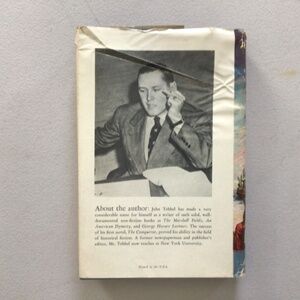 About the author: John Tebbel has made a very
considerable name for himself as a writer of such solid, well-
documented non-fiction books as The Marshall Fields, An
American Dynasty, and George Horace Lorimer. The success
of his first novel, The Conqueror, proved his ability in the field
of historical fiction. A former newspaperman and publisher's
editor, Mr. Tebbel now teaches at New York University.
Printed in the U.S.A.